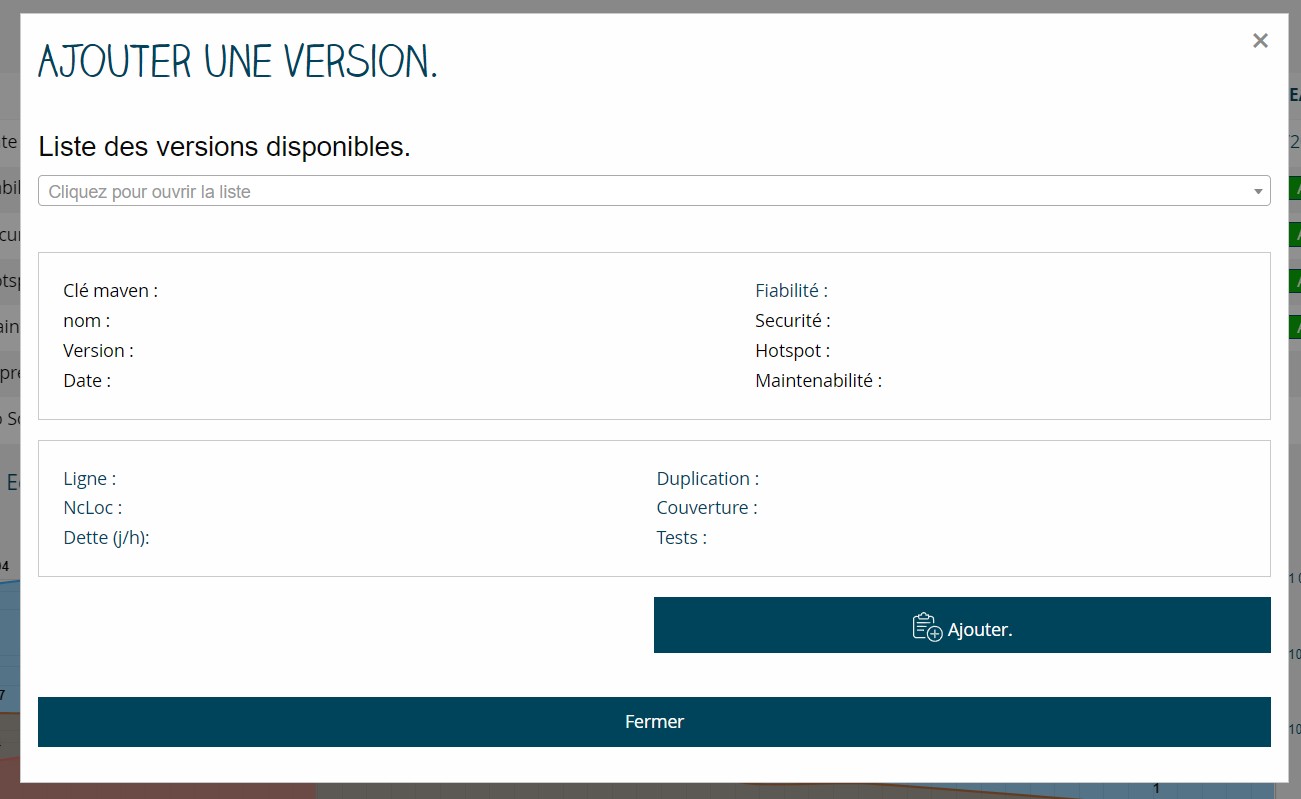 AJOUTER UNE VERSION.
×
Liste des versions disponibles.
Cliquez pour ouvrir la liste
Clé maven :
nom :
Version :
Date :
Fiabilité :
Securité :
Hotspot :
Maintenabilité :
Ligne :
NcLoc :
Dette (j/h):
Duplication :
Couverture :
Tests :
Ajouter.
Fermer
1